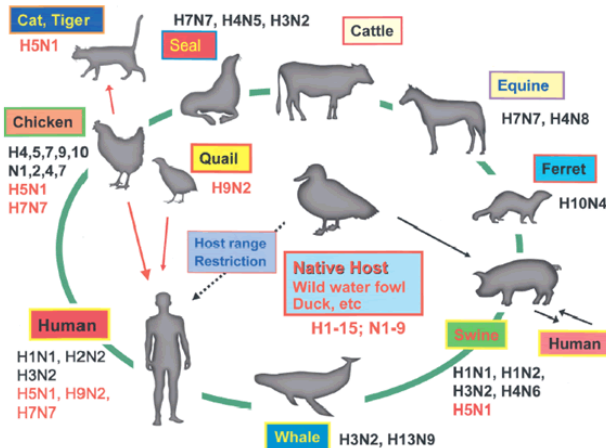 Cat, Tiger
H5N1
H7N7, H4N5, H3N2
Seal
Cattle
Equine
H7N7, H4N8
Chicken
H4,5,7,9,10
N1,2,4,7
H5N1
H7N7
Quail
H9N2
Ferret
H10N4
Host range
Restriction
Native Host
Wild water fowl
Duck, etc
H1-15; N1-9
Human
H1N1, H2N2
H3N2
H5N1, H9N2,
H7N7
Swine
Human
H1N1, H1N2,
H3N2, H4N6
H5N1
Whale
H3N2, H13N9